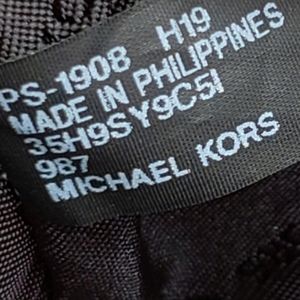 PS-1908 H19
MADE IN PHILIPPINES
35H9SY9C5I
987
MICHAEL KORS